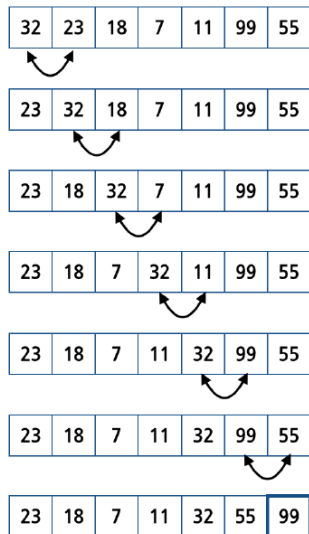 32 23 18 7 11 99 55
23 32 18 7 11 99 55
23 18 32 7 11 99 55
23 18 7 32 11 99 55
23 18 7 11 32 99 55
23 18 7 11 32 99 55
23 18 7 11 32 55 99